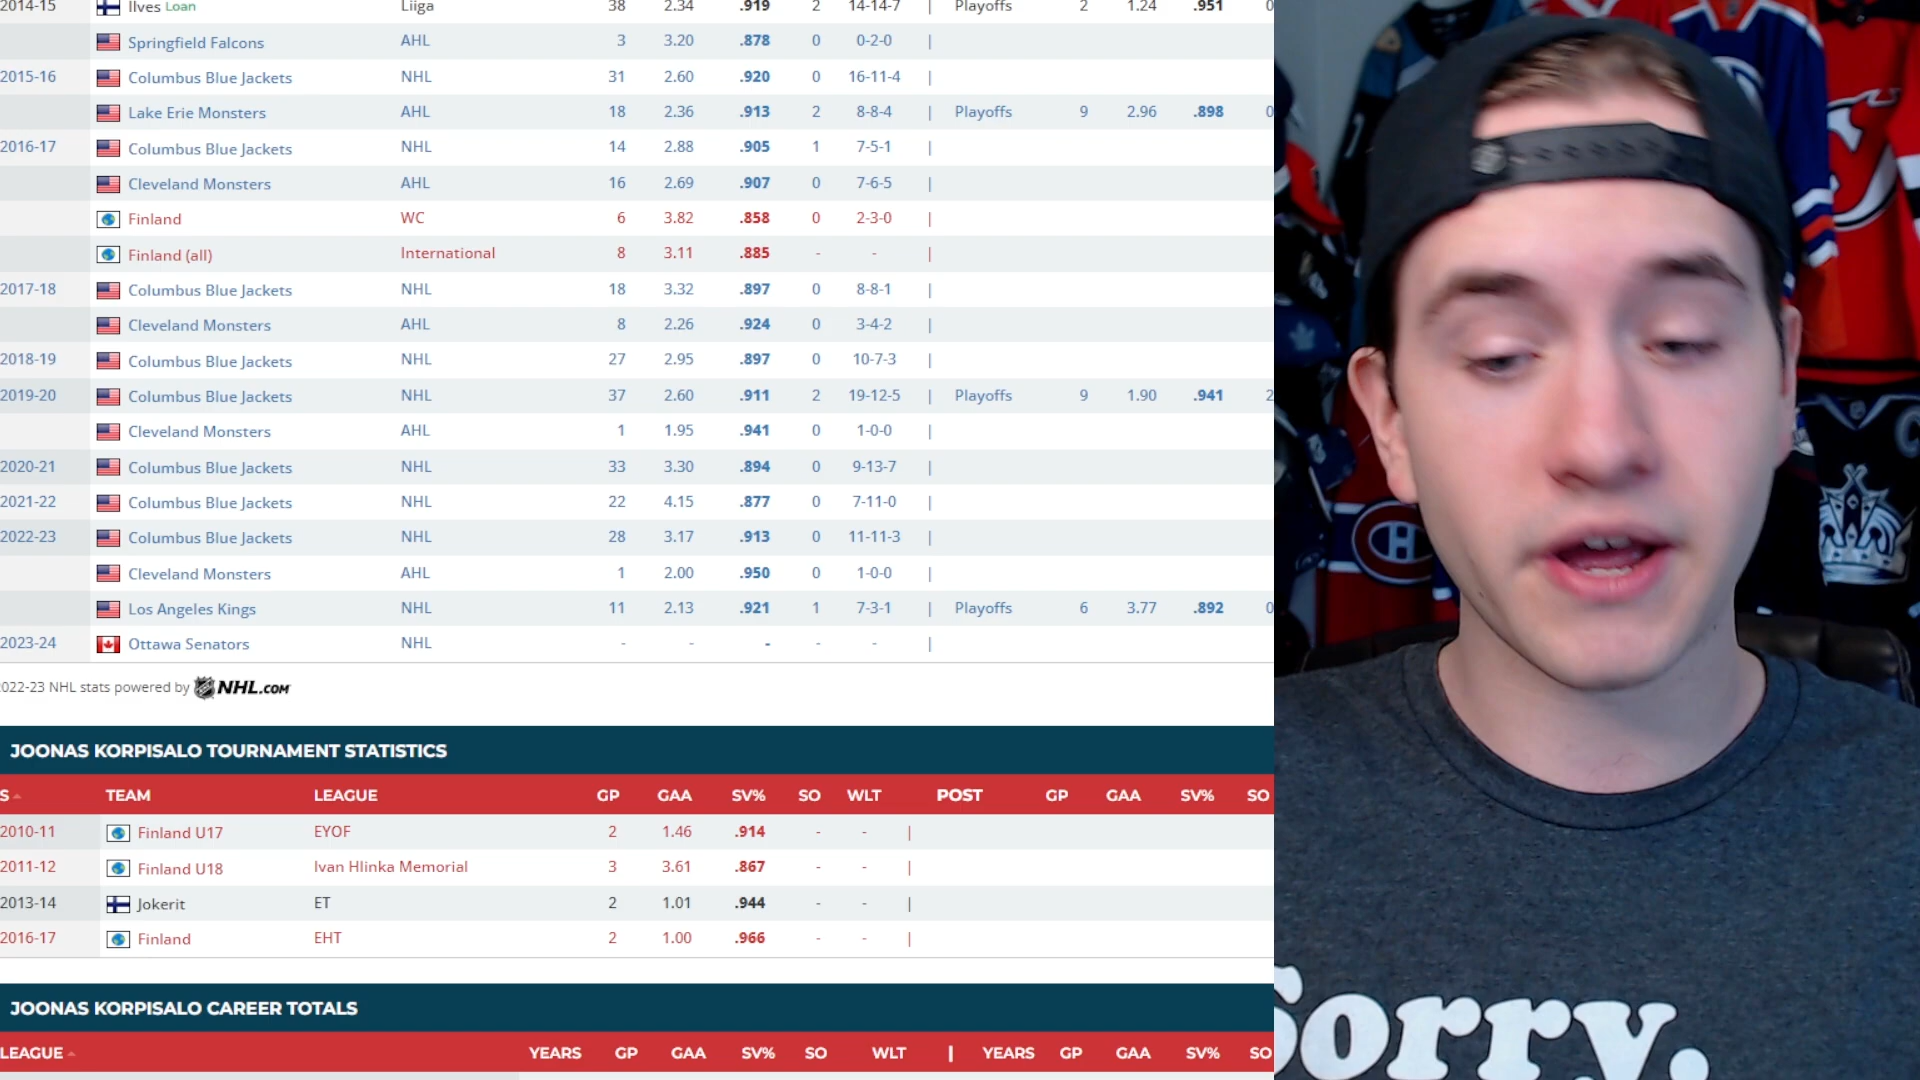 2014-15 Ilves Loan Liiga 38 2.34 .919 2 14-14-7 | Playoffs 2 1.24 .951 0
Springfield Falcons AHL 3 3.20 .878 0 0-2-0 |
2015-16 Columbus Blue Jackets NHL 31 2.60 .920 0 16-11-4 |
Lake Erie Monsters AHL 18 2.36 .913 2 8-8-4 | Playoffs 9 2.96 .898 0
2016-17 Columbus Blue Jackets NHL 14 2.88 .905 1 7-5-1 |
Cleveland Monsters AHL 16 2.69 .907 0 7-6-5 |
Finland WC 6 3.82 .858 0 2-3-0 |
Finland (all) International 8 3.11 .885 - - |
2017-18 Columbus Blue Jackets NHL 18 3.32 .897 0 8-8-1 |
Cleveland Monsters AHL 8 2.26 .924 0 3-4-2 |
2018-19 Columbus Blue Jackets NHL 27 2.95 .897 0 10-7-3 |
2019-20 Columbus Blue Jackets NHL 37 2.60 .911 2 19-12-5 | Playoffs 9 1.90 .941 2
Cleveland Monsters AHL 1 1.95 .941 0 1-0-0 |
2020-21 Columbus Blue Jackets NHL 33 3.30 .894 0 9-13-7 |
2021-22 Columbus Blue Jackets NHL 22 4.15 .877 0 7-11-0 |
2022-23 Columbus Blue Jackets NHL 28 3.17 .913 0 11-11-3 |
Cleveland Monsters AHL 1 2.00 .950 0 1-0-0 |
Los Angeles Kings NHL 11 2.13 .921 1 7-3-1 | Playoffs 6 3.77 .892 0
2023-24 Ottawa Senators NHL - - - - - |
022-23 NHL stats powered by NHL.COM
JOONAS KORPISALO TOURNAMENT STATISTICS
S TEAM LEAGUE GP GAA SV% SO WLT POST GP GAA SV% SO
2010-11 Finland U17 EYOF 2 1.46 .914 - - |
2011-12 Finland U18 Ivan Hlinka Memorial 3 3.61 .867 - - |
2013-14 Jokerit ET 2 1.01 .944 - - |
2016-17 Finland EHT 2 1.00 .966 - - |
JOONAS KORPISALO CAREER TOTALS
LEAGUE YEARS GP GAA SV% SO WLT | YEARS GP GAA SV% SO
Sorry.